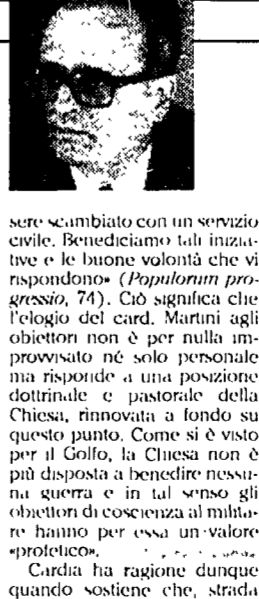 sere scambiato con un servizio
civile. Benediciamo tali inizia-
tive e le buone volontà che vi
rispondono» (Populorum pro-
gressio, 74). Ciò significa che
l'elogio del card. Martini agli
obiettori non è per nulla im-
provvisato né solo personale
ma risponde a una posizione
dottrinale e pastorale della
Chiesa, rinnovata a fondo su
questo punto. Come si è visto
per il Golfo, la Chiesa non è
più disposta a benedire nessu-
na guerra e in tal senso gli
obiettori di coscienza al milita-
re hanno per essa un valore
«profetico».
Cardia ha ragione dunque
quando sostiene che, strada